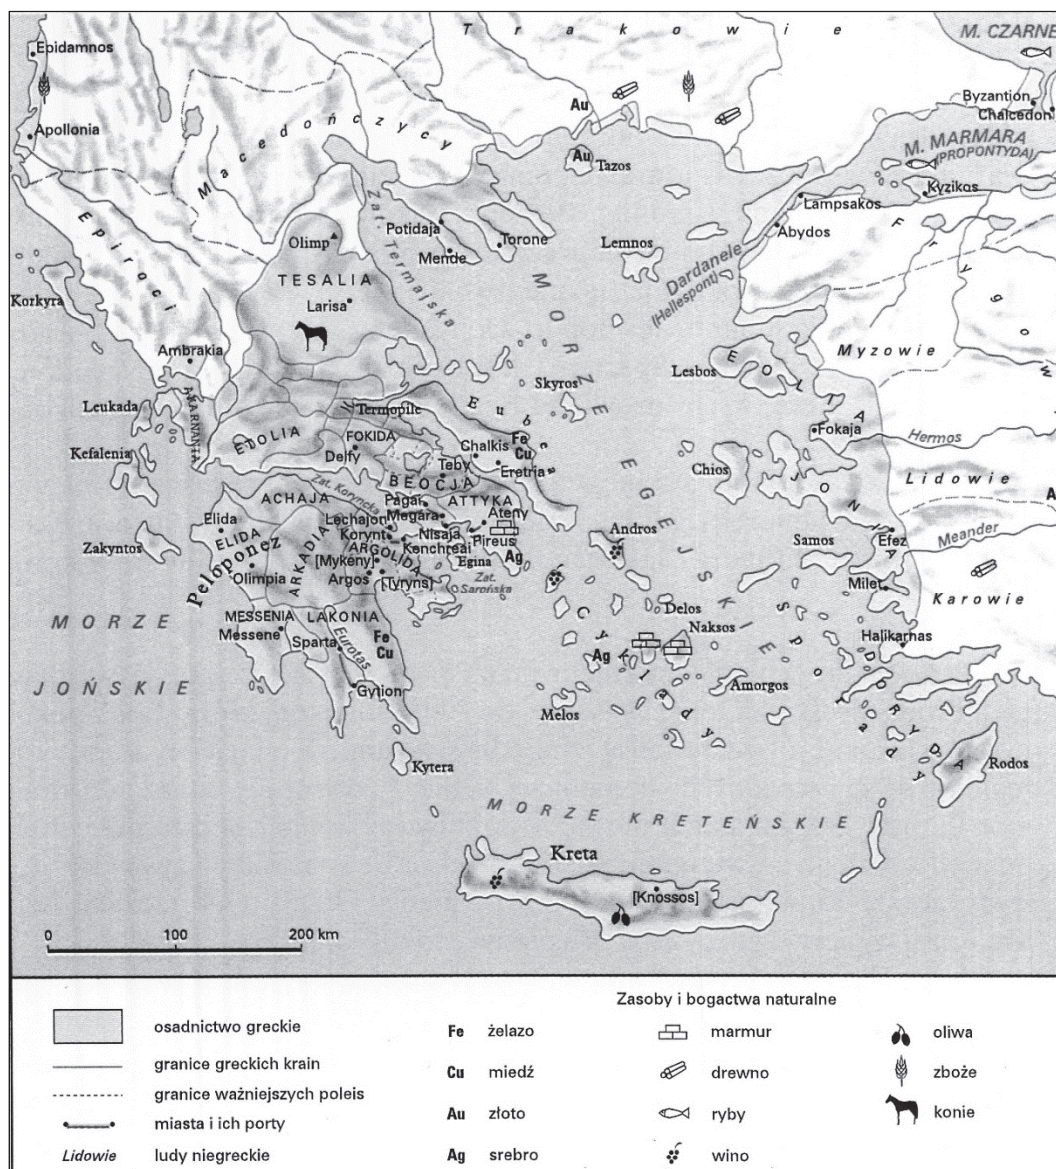 Trakowie
M. CZARNE
Epidamnos
Apollonia
Macedończycy
Au
Au
Tazos
Byzantion
Chalcedon
M. MARMARA
(PROPONTYDA)
Kyzikos
Lampsakos
Abydos
Frygowie
Epiroci
Olimp
Zat. Termajska
Potidaja
Mende
Torone
Lemnos
Dardanele
(Hellespont)
TESALIA
Larisa
MORZE EGEJSKIE
Korkyra
Ambrakia
Myzowie
Lesbos
EOLIA
Leukada
AKARNANIA
Skyros
Eubea
Termopile
Fe
Cu
Fokaja
Hermos
Kefalenia
ETOLIA
FOKIDA
Delfy
Chalkis
Teby
Eretria
BEOCJA
Chios
JONIA
Lidowie
A
ACHAJA
Zat. Koryncka
Pagai
ATTYKA
Megara
Ateny
Lechajon
Nisaja
Pireus
Elida
ELIDA
Korynt
Kenchreai
Andros
Samos
Efez
Meander
Zakyntos
Peloponez
ARKADIA
ARGOLIDA
[Mykeny]
Egina
Ag
Olimpia
Argos
[Tyryns]
Zat.
Sarońska
Milet
Karowie
MORZE
JOŃSKIE
MESSENIA
Messene
LAKONIA
Sparta
Eurotas
Fe
Cu
Gytion
Cyklady
Delos
Naksos
Ag
Sporady
Halikarnas
DORYDA
Melos
Amorgos
Kytera
Rodos
MORZE KRETEŃSKIE
Kreta
[Knossos]
0 100 200 km
Zasoby i bogactwa naturalne
osadnictwo greckie
granice greckich krain
granice ważniejszych poleis
miasta i ich porty
Lidowie ludy niegreckie
Fe żelazo
Cu miedź
Au złoto
Ag srebro
marmur
drewno
ryby
wino
oliwa
zboże
konie